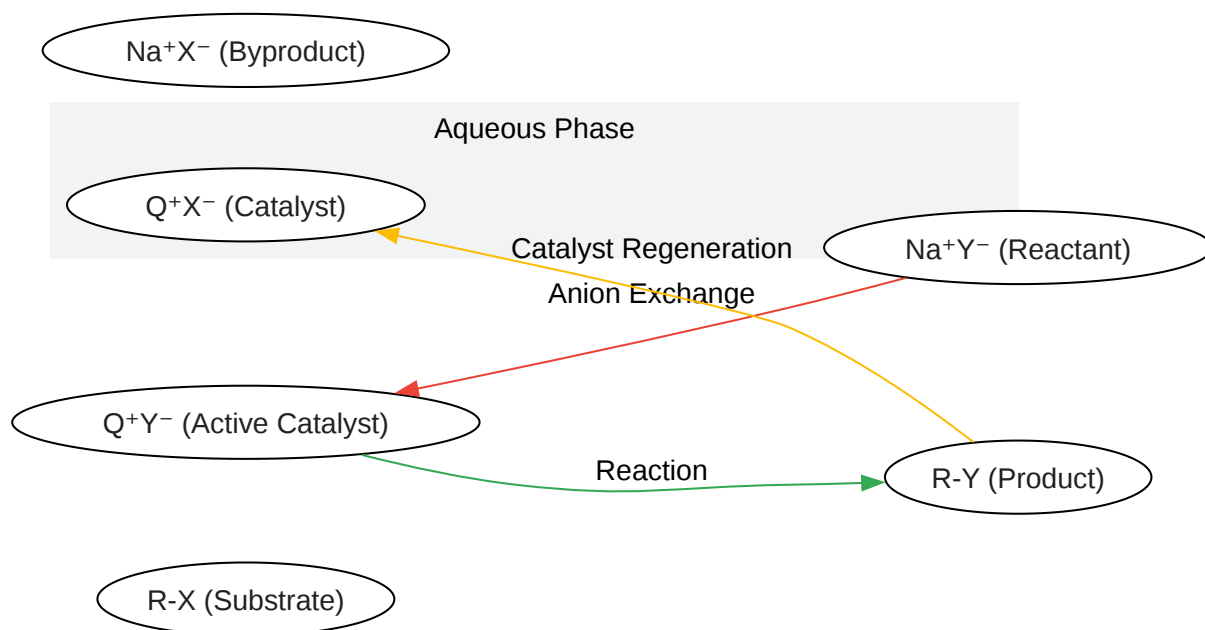 Na⁺X⁻ (Byproduct)
Aqueous Phase
Q⁺X⁻ (Catalyst)
Catalyst Regeneration
Na⁺Y⁻ (Reactant)
Anion Exchange
Q⁺Y⁻ (Active Catalyst)
Reaction
R-Y (Product)
R-X (Substrate)